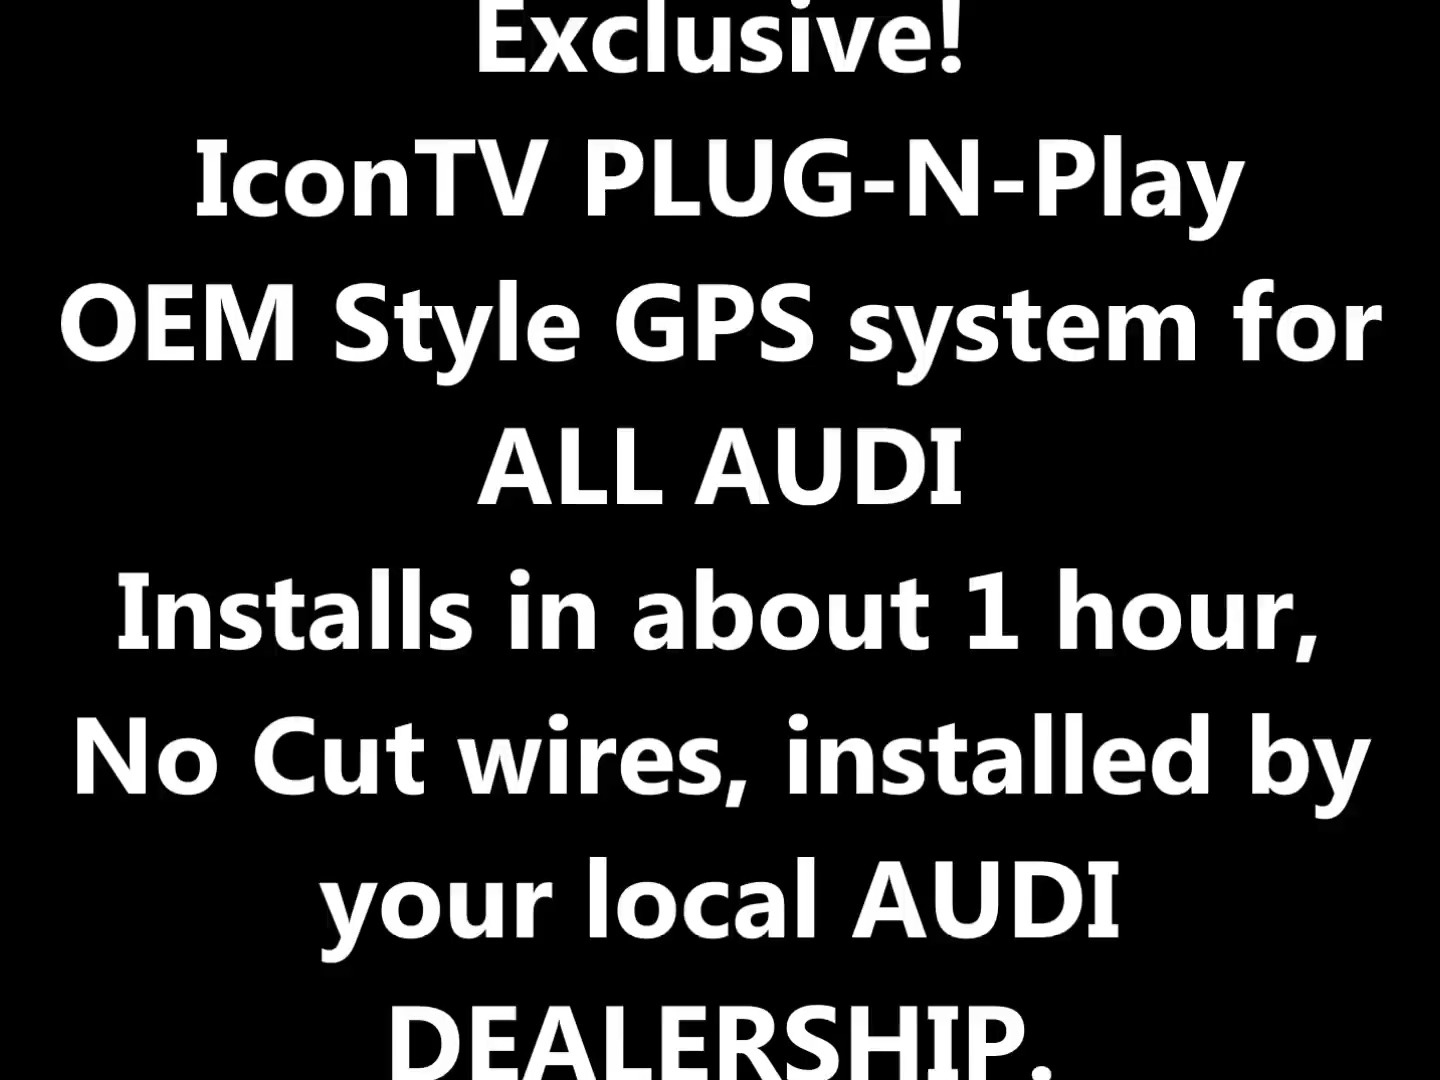 Exclusive!
IconTV PLUG-N-Play
OEM Style GPS system for
ALL AUDI
Installs in about 1 hour,
No Cut wires, installed by
your local AUDI
DEALERSHIP.